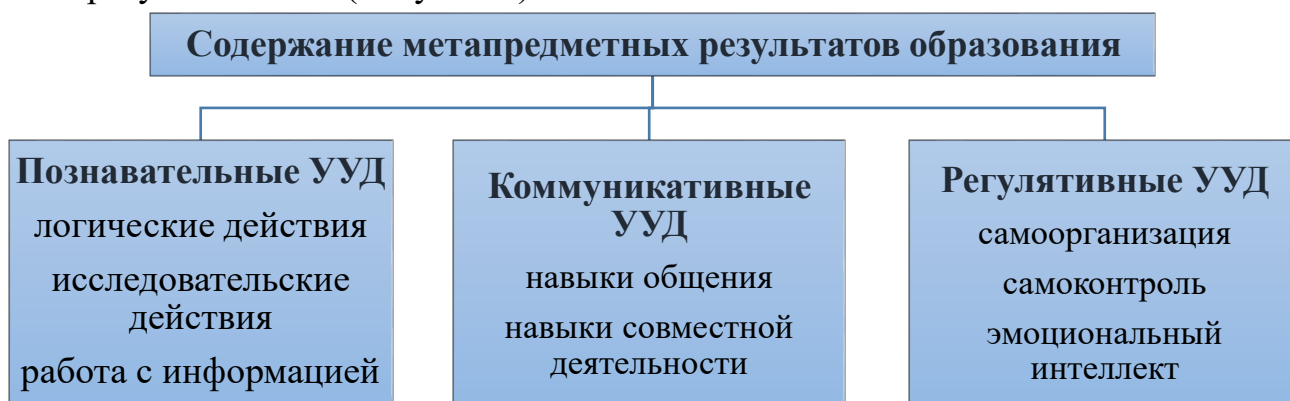 Содержание метапредметных результатов образования
Познавательные УУД
логические действия
исследовательские
действия
работа с информацией
Коммуникативные
УУД
навыки общения
навыки совместной
деятельности
Регулятивные УУД
самоорганизация
самоконтроль
эмоциональный
интеллект